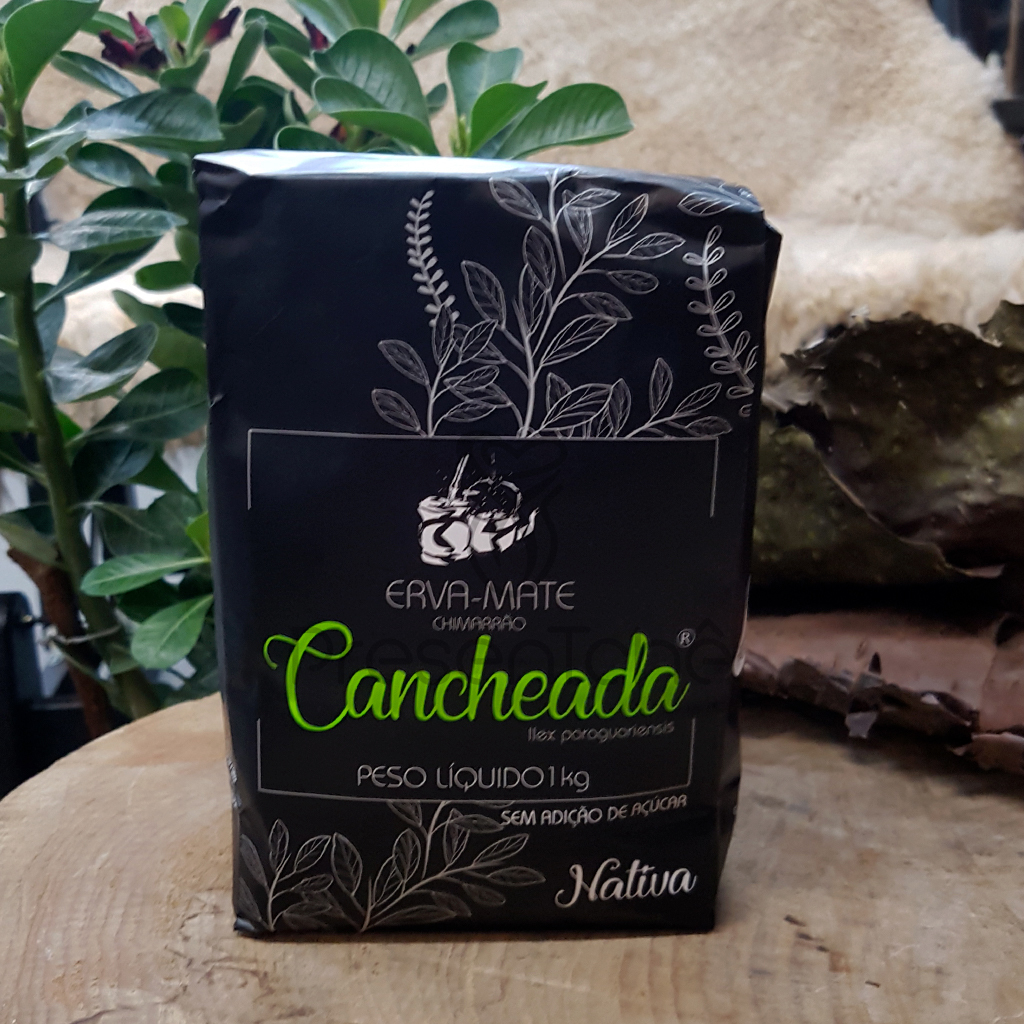 ERVA-MATE
CHIMARRÃO
Cancheada®
Ilex paraguariensis
PESO LÍQUIDO 1kg
SEM ADIÇÃO DE AÇÚCAR
Nativa